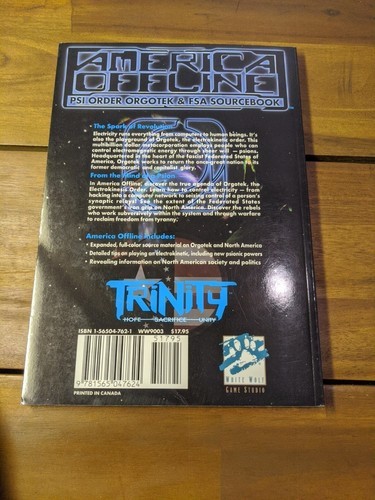 AMERICA
OFFLINE
PSI ORDER ORGOTEK & FSA SOURCEBOOK
• The Spark of Revolution
Electricity runs everything from computers to human beings. It's
also the playground of Orgotek, the electrokinetic order. This
multibillion dollar metacorporation employs people who can
control electromagnetic energy through sheer will — psions.
Headquartered in the heart of the fascist Federated States of
America, Orgotek works to return the once-great nation to its
former democratic and capitalist glory.
From the Mind
In America Offline, discover the true agenda of Orgotek, the
Electrokinesis Order. Learn how to control electricity — from
hacking into a computer network to seizing control of a person's
synaptic relays! See the extent of the Federated States
government's grip on North America. Discover the rebels
who work subversively within the system and through warfare
to reclaim freedom from tyranny.
America Offline includes:
• Expanded, full-color source material on Orgotek and North America
• Detailed tips on playing an electrokinetic, including new psionic powers
• Revealing information on North American society and politics
TRINITY
HOPE SACRIFICE UNITY
ISBN 1-56504-762-1 WW9003 $17.95
51795
9 781565 047624
PRINTED IN CANADA
WHITE WOLF
GAME STUDIO